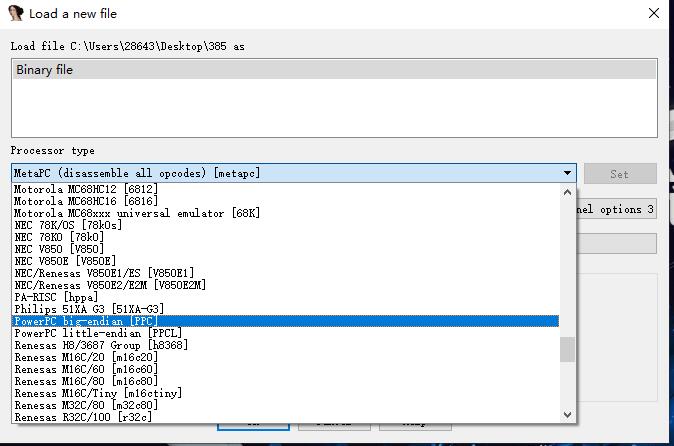 Load a new file
Load file C:\Users\28643\Desktop\385 as
Binary file
Processor type
MetaPC (disassemble all opcodes) [metapc]
Set
Motorola MC68HC12 [6812]
Motorola MC68HC16 [6816]
Motorola MC68xxx universal emulator [68K]
nel options 3
NEC 78K/0S [78k0s]
NEC 78K0 [78k0]
NEC V850 [V850]
NEC V850E [V850E]
NEC/Renesas V850E1/ES [V850E1]
NEC/Renesas V850E2/E2M [V850E2M]
PA-RISC [hppa]
Philips 51XA G3 [51XA-G3]
PowerPC big-endian [PPC]
PowerPC little-endian [PPCL]
Renesas H8/3687 Group [h8368]
Renesas M16C/20 [m16c20]
Renesas M16C/60 [m16c60]
Renesas M16C/80 [m16c80]
Renesas M16C/Tiny [m16ctiny]
Renesas M32C/80 [m32c80]
Renesas R32C/100 [r32c]